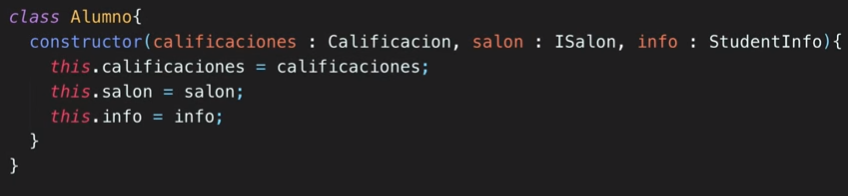 class Alumno{
  constructor(calificaciones : Calificacion, salon : ISalon, info : StudentInfo){
    this.calificaciones = calificaciones;
    this.salon = salon;
    this.info = info;
  }
}